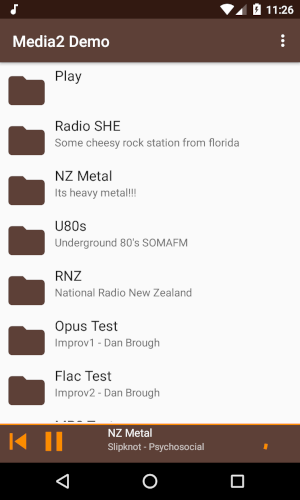 11:26
Media2 Demo
Play
Radio SHE
Some cheesy rock station from florida
NZ Metal
Its heavy metal!!!
U80s
Underground 80's SOMAFM
RNZ
National Radio New Zealand
Opus Test
Improv1 - Dan Brough
Flac Test
Improv2 - Dan Brough
NZ Metal
Slipknot - Psychosocial